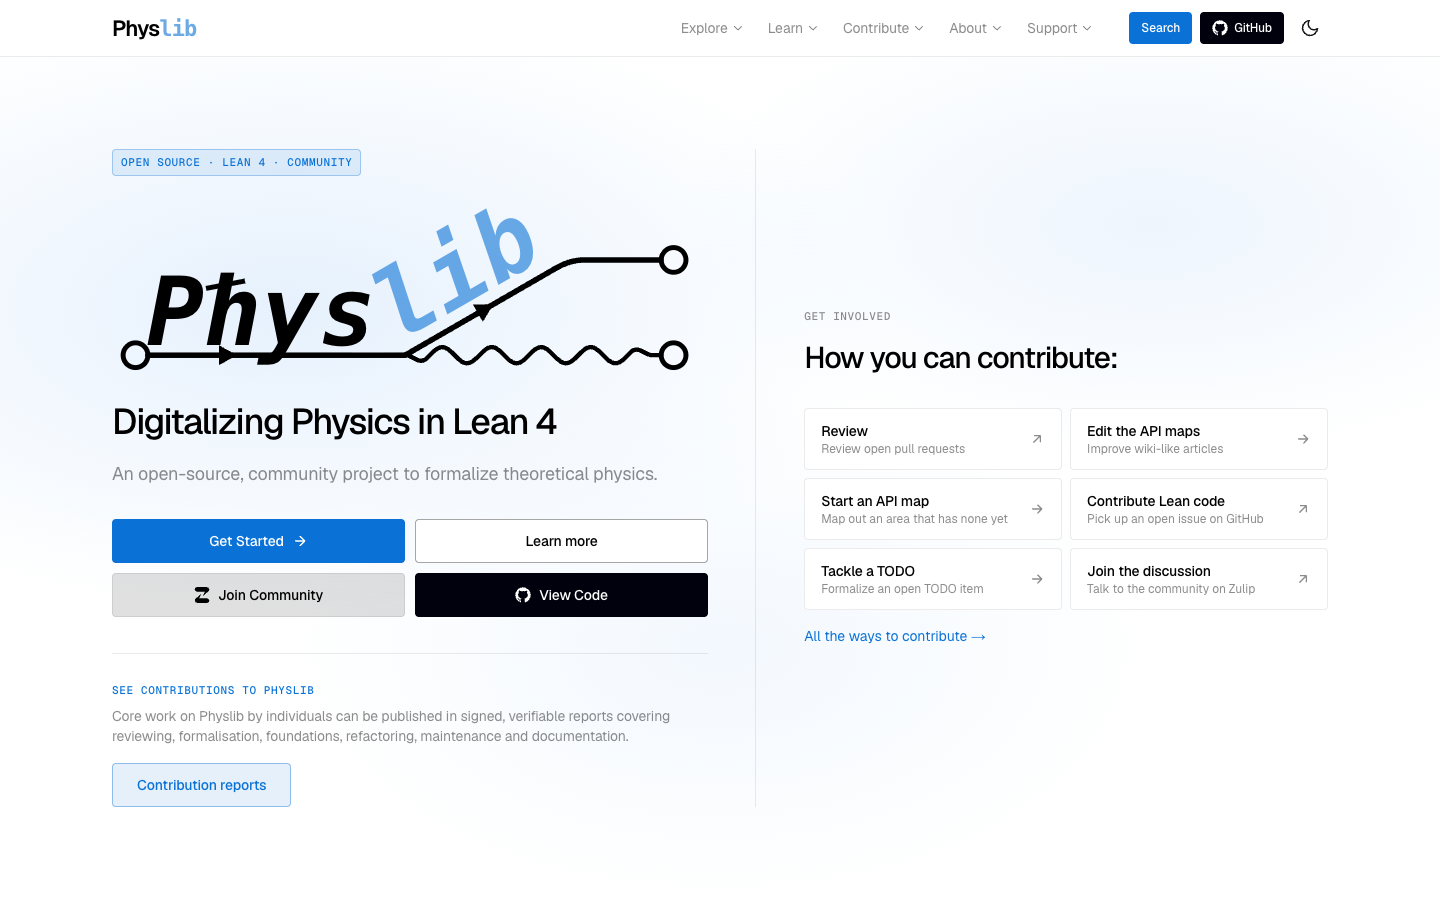 Physlib
Explore
Learn
Contribute
About
Support
Search
GitHub
OPEN SOURCE · LEAN 4 · COMMUNITY
Physlib
Digitalizing Physics in Lean 4
An open-source, community project to formalize theoretical physics.
Get Started →
Learn more
Join Community
View Code
SEE CONTRIBUTIONS TO PHYSLIB
Core work on Physlib by individuals can be published in signed, verifiable reports covering
reviewing, formalisation, foundations, refactoring, maintenance and documentation.
Contribution reports
GET INVOLVED
How you can contribute:
Review
Review open pull requests
Edit the API maps
Improve wiki-like articles
Start an API map
Map out an area that has none yet
Contribute Lean code
Pick up an open issue on GitHub
Tackle a TODO
Formalize an open TODO item
Join the discussion
Talk to the community on Zulip
All the ways to contribute →